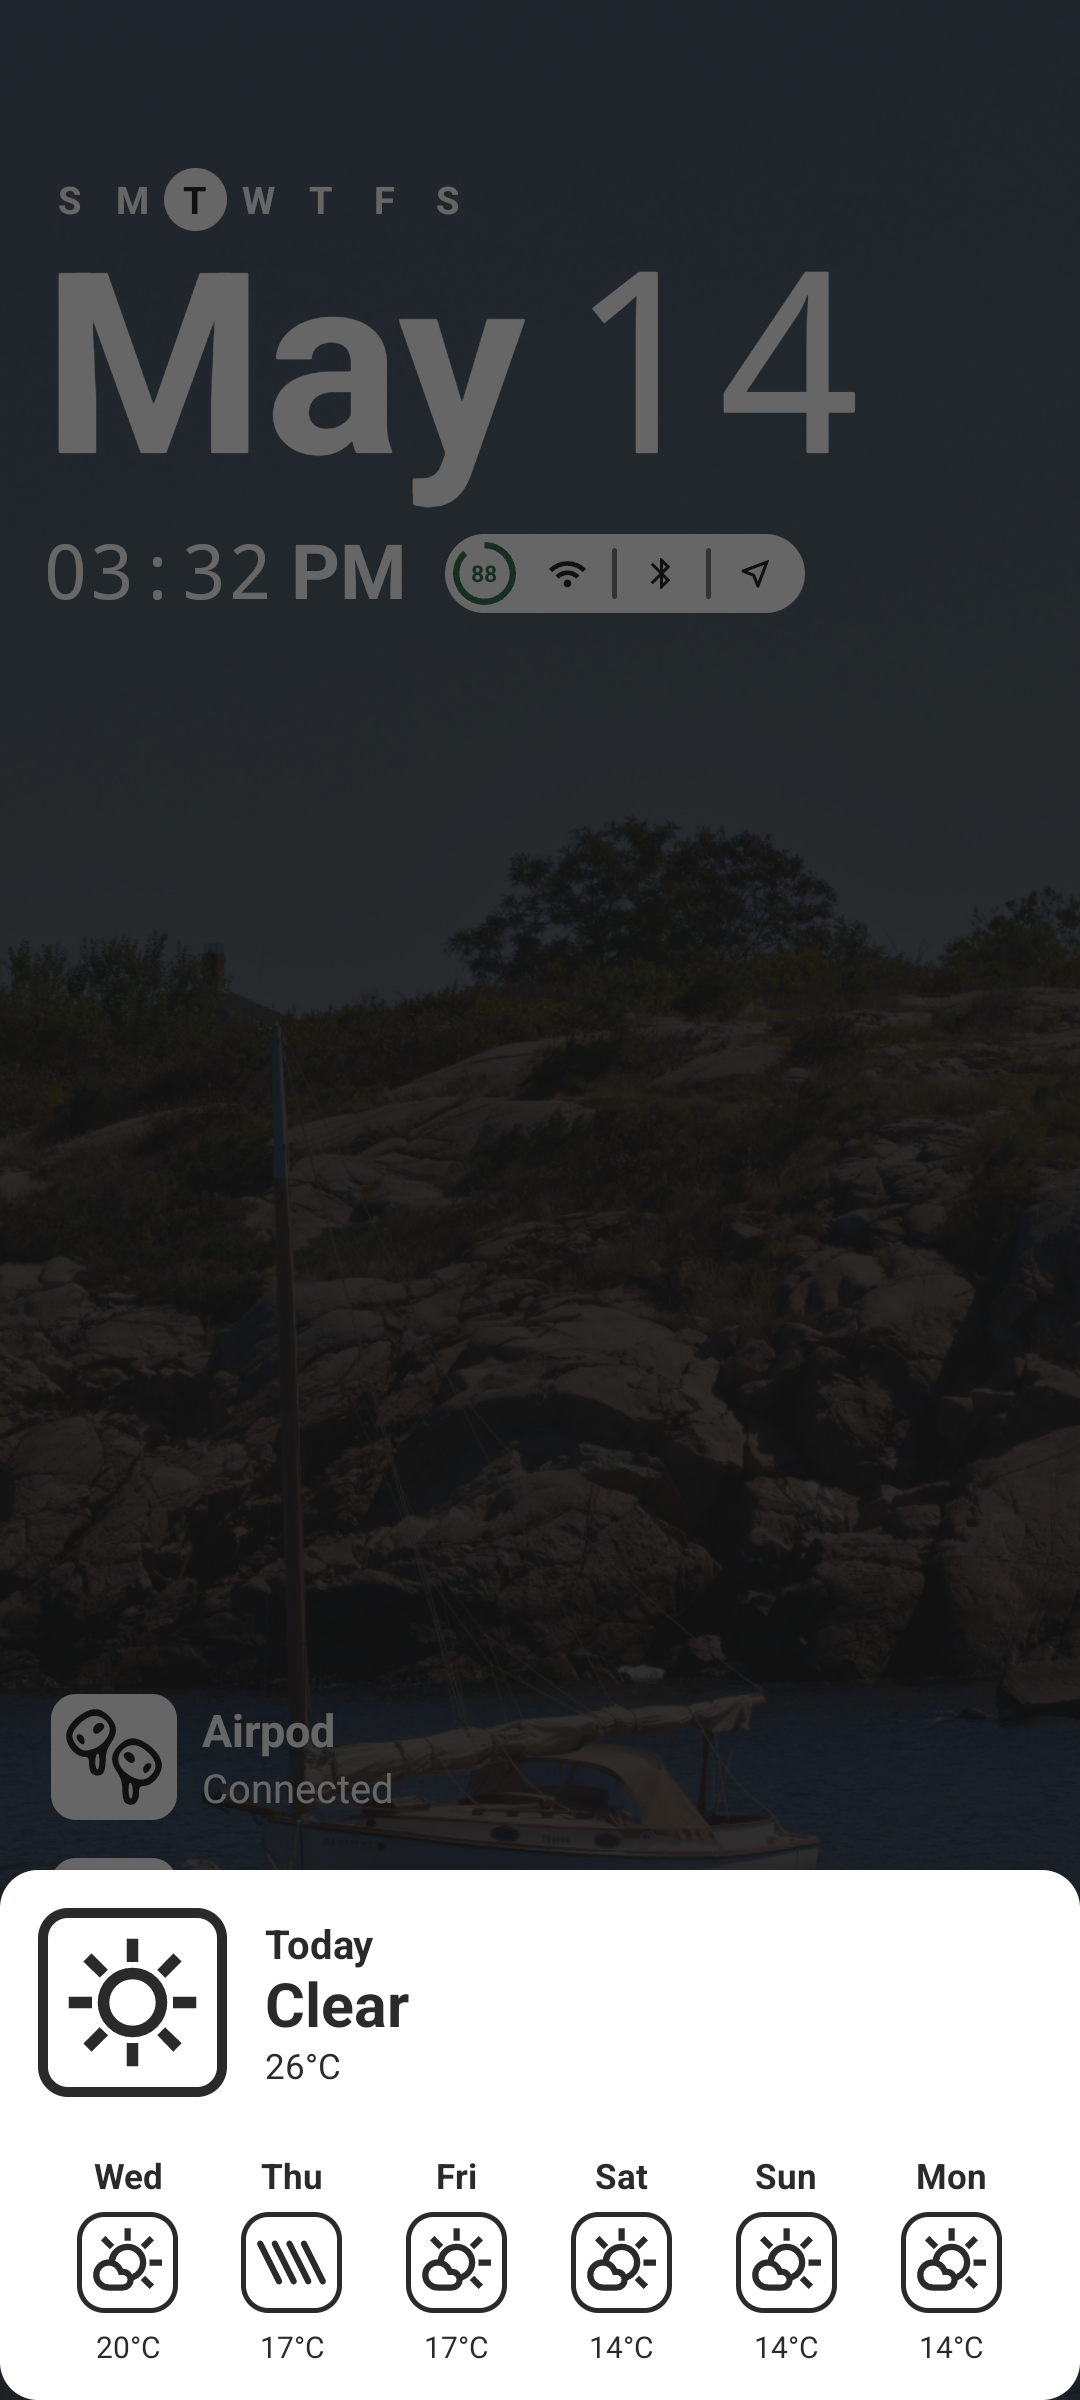 S M T W T F S
May 14
03:32 PM 88
Airpod
Connected
Today
Clear
26°C
Wed Thu Fri Sat Sun Mon
20°C 17°C 17°C 14°C 14°C 14°C